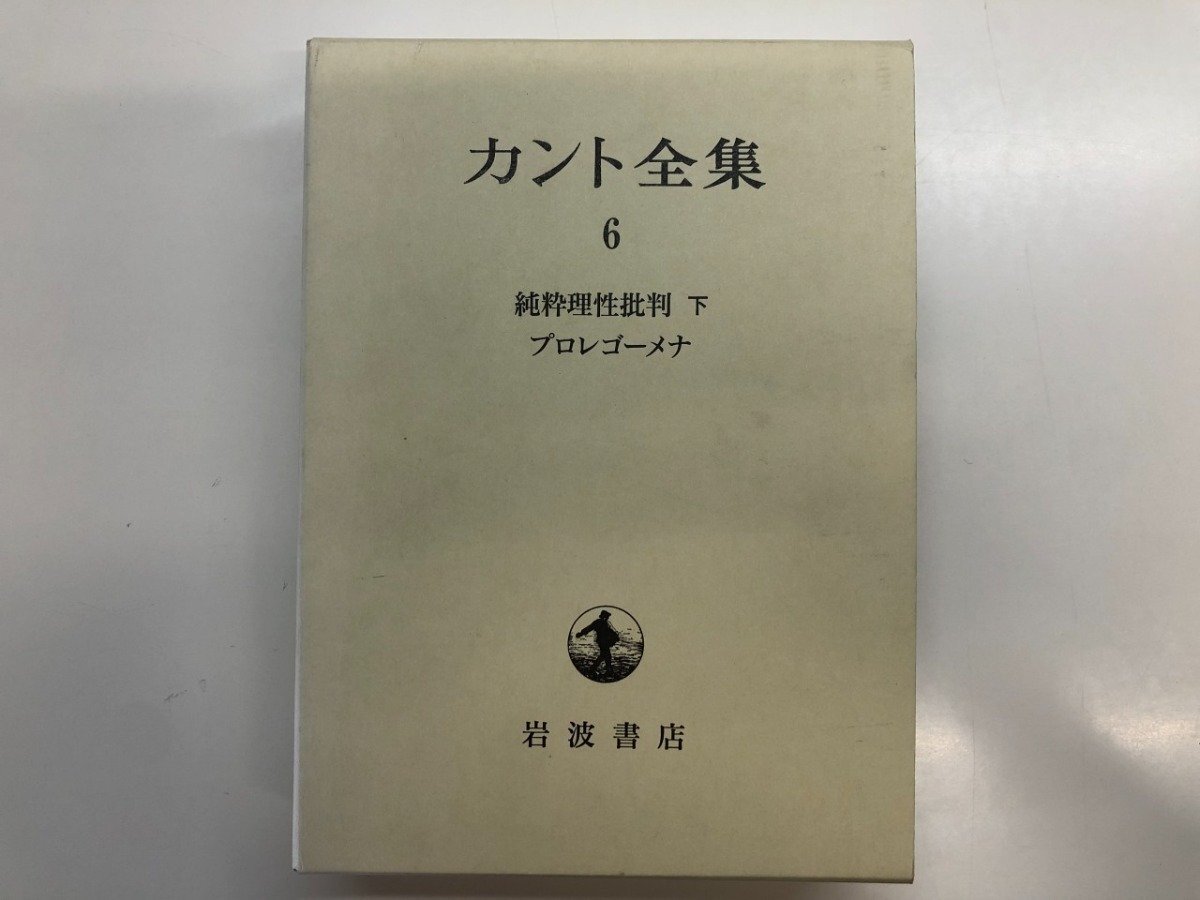 カント全集
6
純粋理性批判 下
プロレゴーメナ
岩波書店